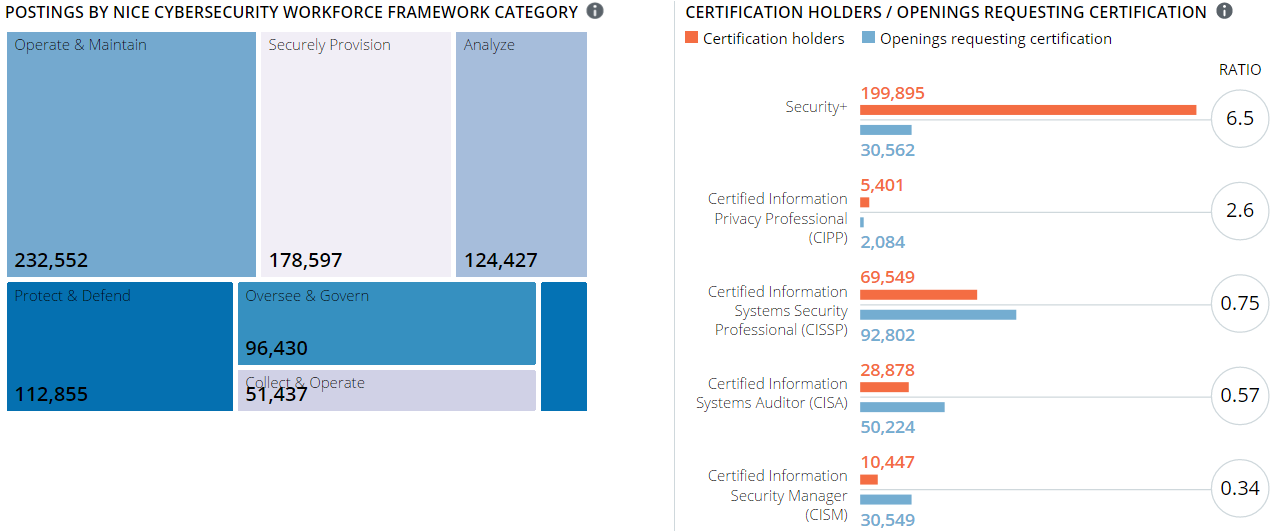 POSTINGS BY NICE CYBERSECURITY WORKFORCE FRAMEWORK CATEGORY i
Operate & Maintain
232,552
Securely Provision
178,597
Analyze
124,427
Protect & Defend
112,855
Oversee & Govern
96,430
Collect & Operate
51,437
CERTIFICATION HOLDERS / OPENINGS REQUESTING CERTIFICATION i
Certification holders
Openings requesting certification
RATIO
Security+
199,895
30,562
6.5
Certified Information
Privacy Professional
(CIPP)
5,401
2,084
2.6
Certified Information
Systems Security
Professional (CISSP)
69,549
92,802
0.75
Certified Information
Systems Auditor (CISA)
28,878
50,224
0.57
Certified Information
Security Manager
(CISM)
10,447
30,549
0.34